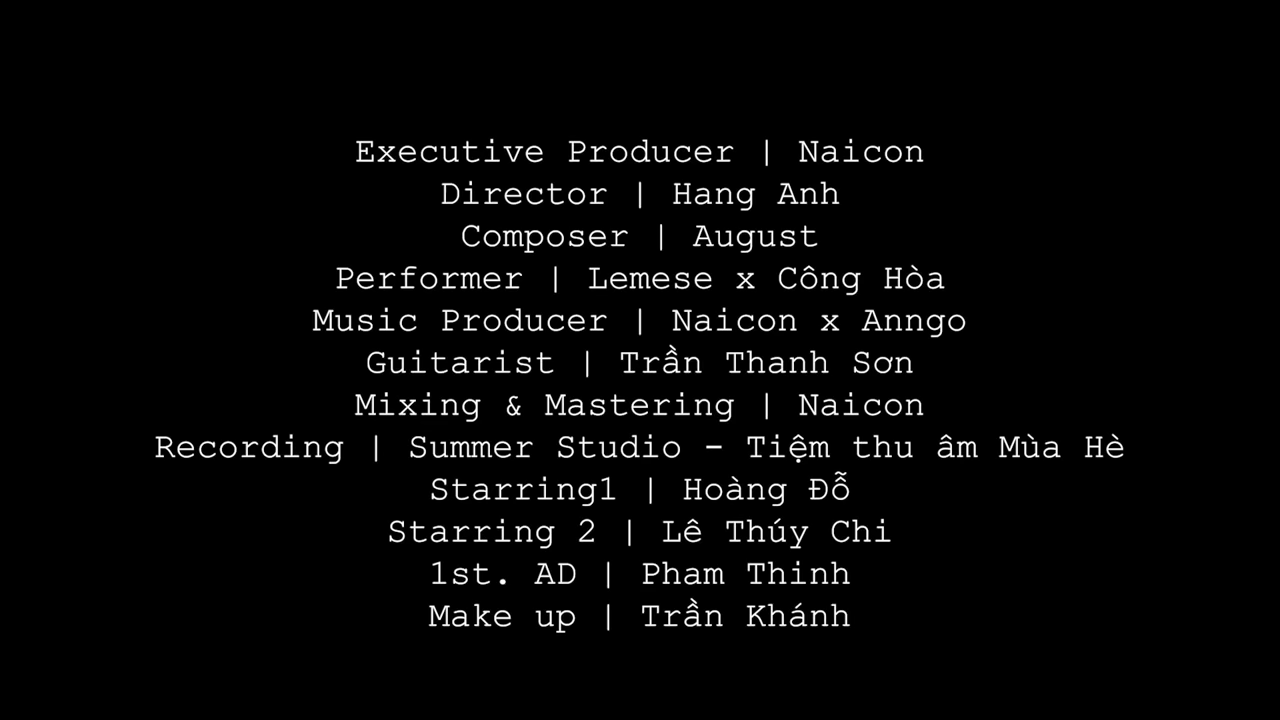 Executive Producer | Naicon
Director | Hang Anh
Composer | August
Performer | Lemese x Công Hòa
Music Producer | Naicon x Anngo
Guitarist | Trần Thanh Sơn
Mixing & Mastering | Naicon
Recording | Summer Studio - Tiệm thu âm Mùa Hè
Starring1 | Hoàng Đỗ
Starring 2 | Lê Thúy Chi
1st. AD | Pham Thinh
Make up | Trần Khánh